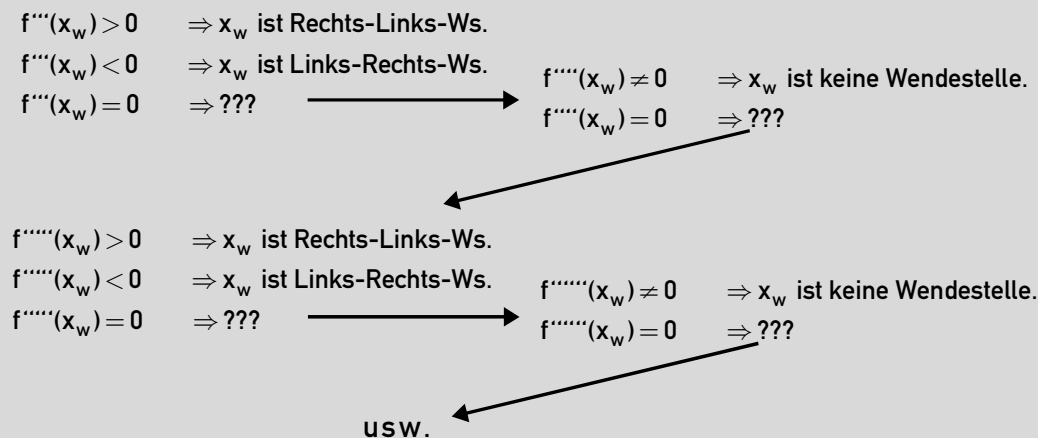 f'''(x_w) > 0 ⇒ x_w ist Rechts-Links-Ws.
f'''(x_w) < 0 ⇒ x_w ist Links-Rechts-Ws.
f'''(x_w) = 0 ⇒ ???
f''''(x_w) ≠ 0 ⇒ x_w ist keine Wendestelle.
f''''(x_w) = 0 ⇒ ???
f'''''(x_w) > 0 ⇒ x_w ist Rechts-Links-Ws.
f'''''(x_w) < 0 ⇒ x_w ist Links-Rechts-Ws.
f'''''(x_w) = 0 ⇒ ???
f''''''(x_w) ≠ 0 ⇒ x_w ist keine Wendestelle.
f''''''(x_w) = 0 ⇒ ???
usw.